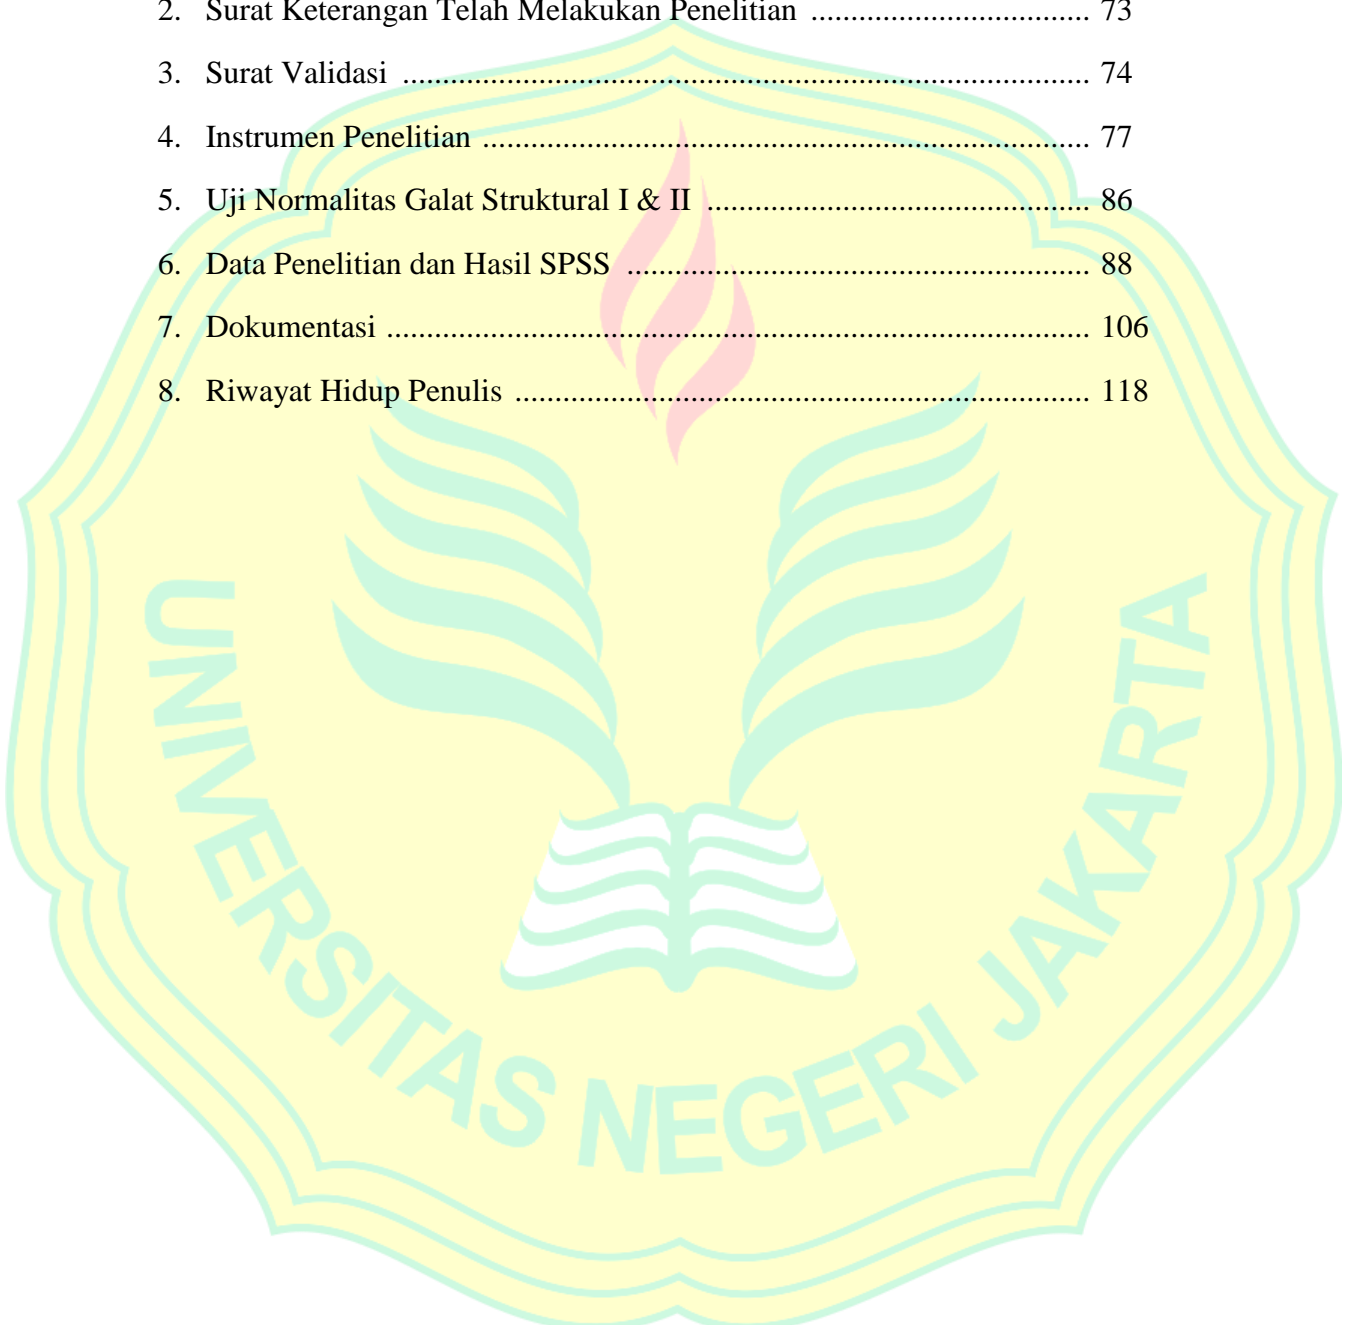 2. Surat Keterangan Telah Melakukan Penelitian .................................. 73
3. Surat Validasi ..................................................................................... 74
4. Instrumen Penelitian ........................................................................... 77
5. Uji Normalitas Galat Struktural I & II ............................................... 86
6. Data Penelitian dan Hasil SPSS ......................................................... 88
7. Dokumentasi ....................................................................................... 106
8. Riwayat Hidup Penulis ....................................................................... 118
UNIVERSITAS NEGERI JAKARTA